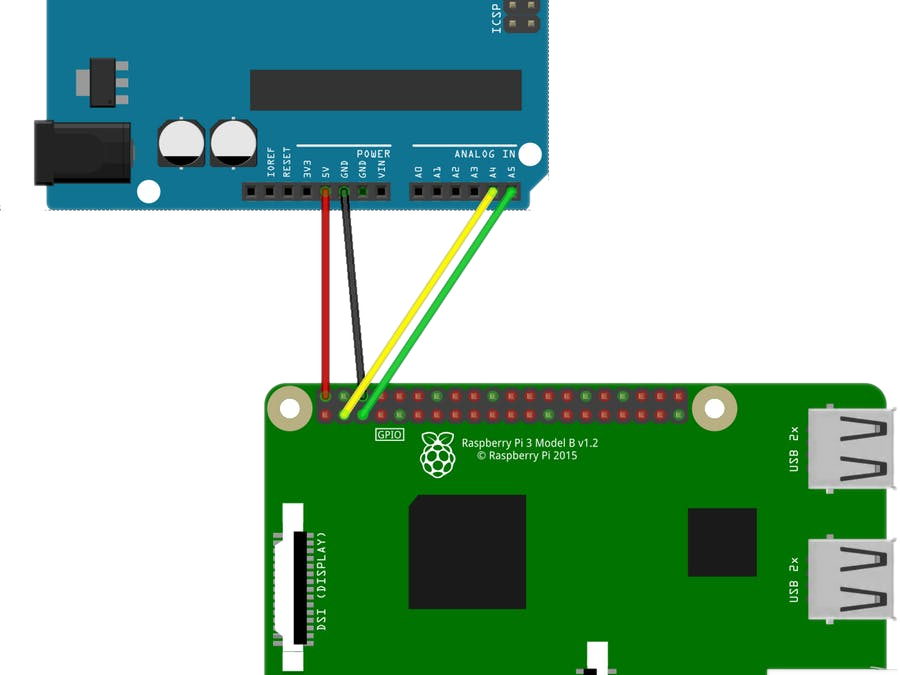 ICSP
POWER
ANALOG IN
IOREF
RESET
3V3
5V
GND
GND
VIN
A0
A1
A2
A3
A4
A5
GPIO
Raspberry Pi 3 Model B v1.2
© Raspberry Pi 2015
USB 2x
DSI (DISPLAY)
USB 2x